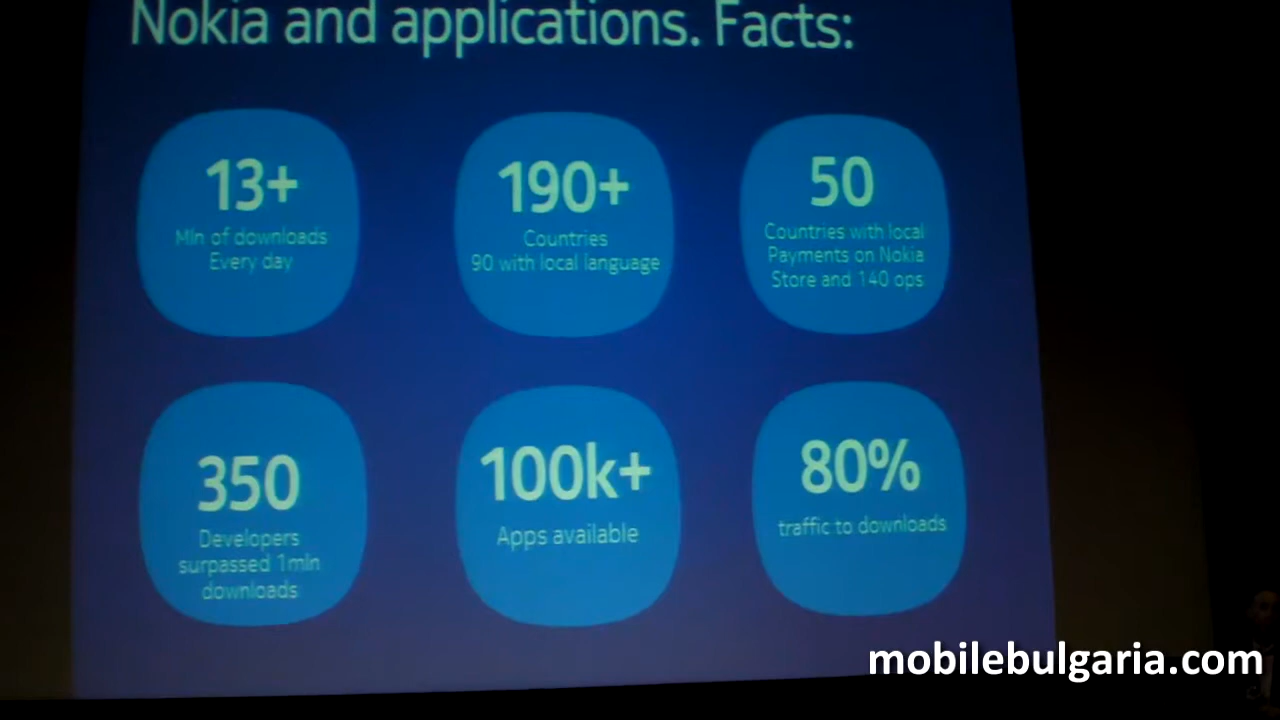 Nokia and applications. Facts:
13+
Mln of downloads
Every day
190+
Countries
90 with local language
50
Countries with local
Payments on Nokia
Store and 140 ops
350
Developers
surpassed 1mln
downloads
100k+
Apps available
80%
traffic to downloads
mobilebulgaria.com